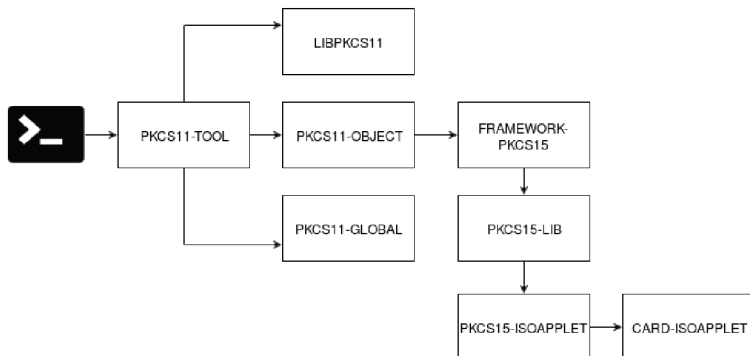 LIBPKCS11
>_
PKCS11-TOOL
PKCS11-OBJECT
FRAMEWORK-
PKCS15
PKCS11-GLOBAL
PKCS15-LIB
PKCS15-ISOAPPLET
CARD-ISOAPPLET